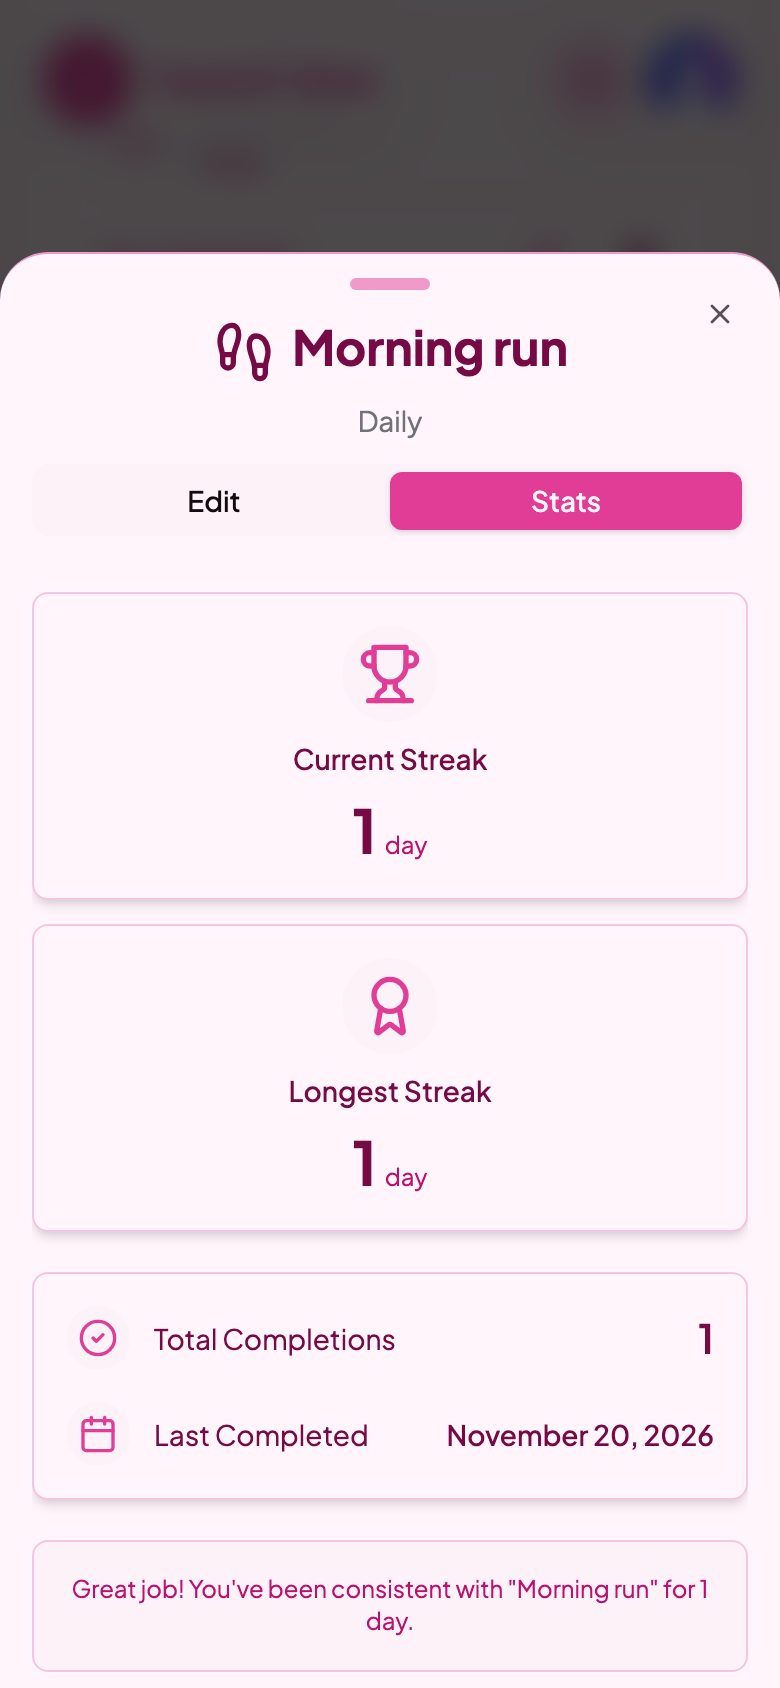 Morning run
Daily
Edit
Stats
Current Streak
1 day
Longest Streak
1 day
Total Completions
1
Last Completed
November 20, 2026
Great job! You've been consistent with "Morning run" for 1
day.